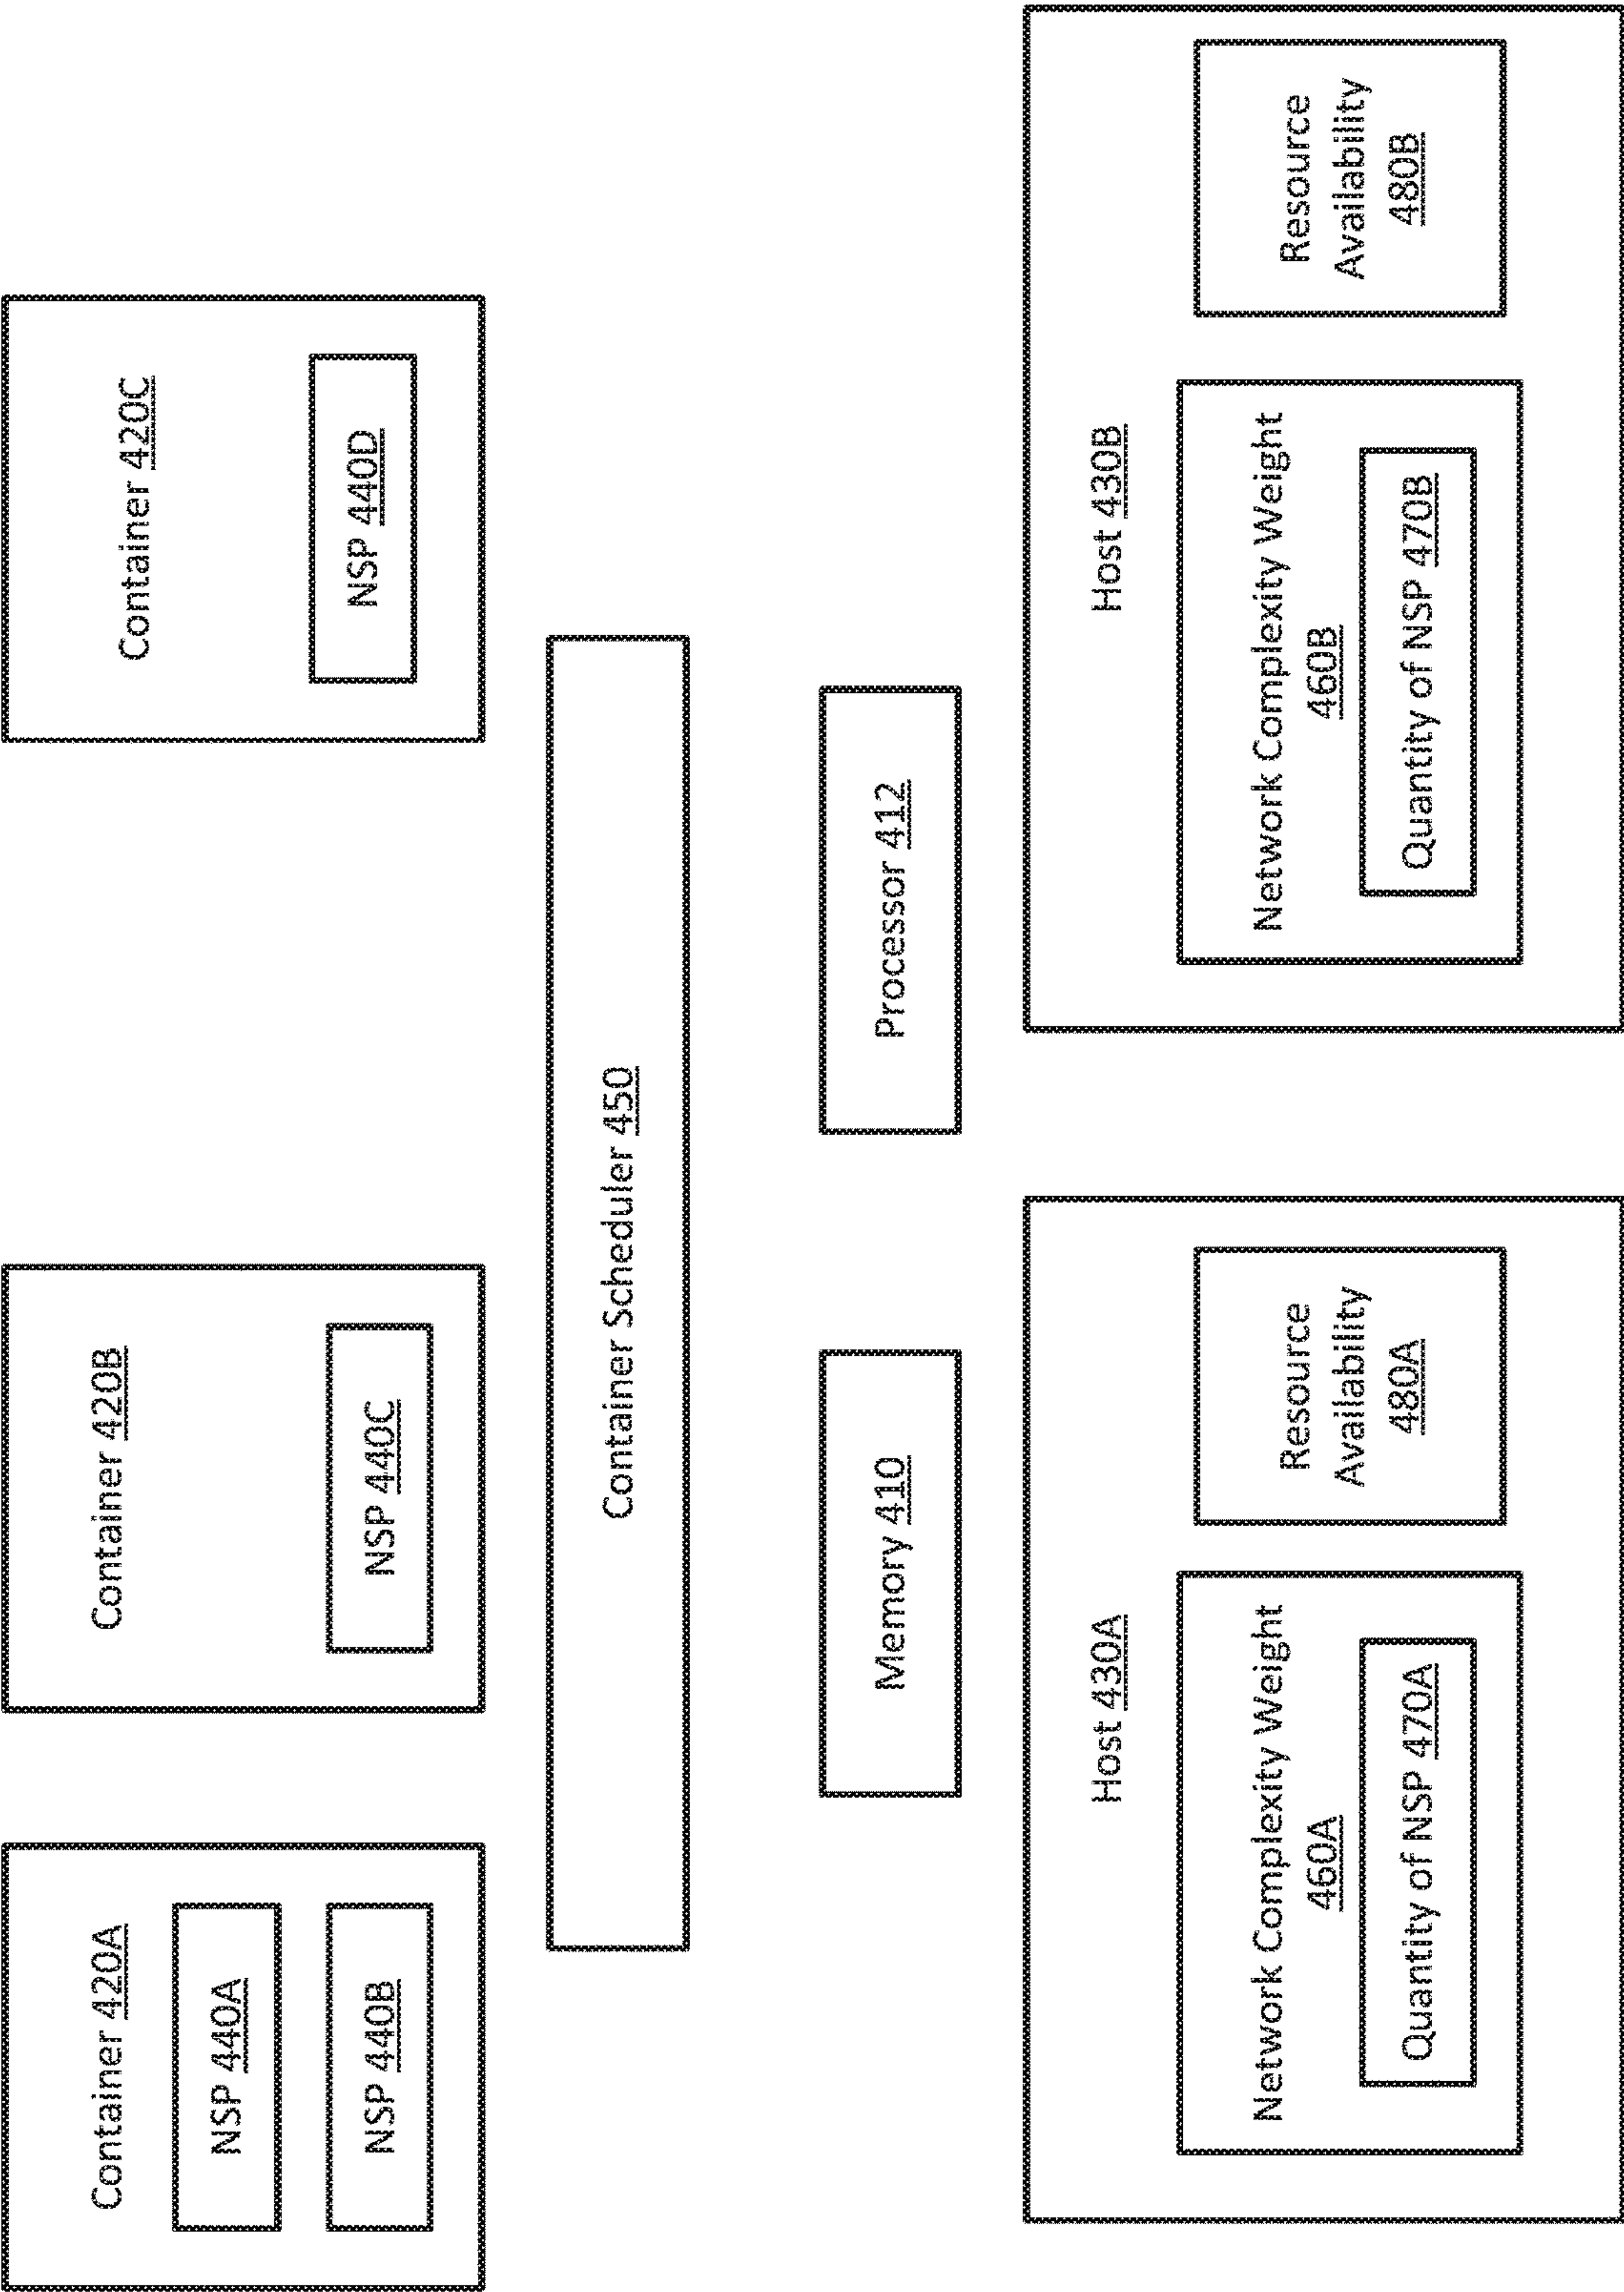 Container 420A
NSP 440A
NSP 440B
Container 420B
NSP 440C
Container 420C
NSP 440D
Container Scheduler 450
Memory 410
Processor 412
Host 430A
Network Complexity Weight
460A
Quantity of NSP 470A
Resource
Availability
480A
Host 430B
Network Complexity Weight
460B
Quantity of NSP 470B
Resource
Availability
480B